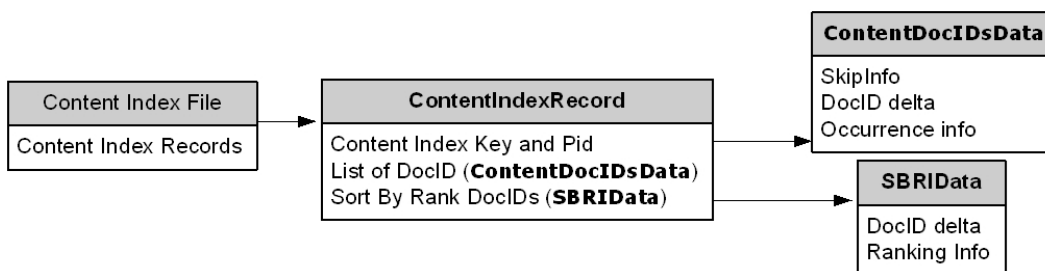 Content Index File
Content Index Records
ContentIndexRecord
Content Index Key and Pid
List of DocID (ContentDocIDsData)
Sort By Rank DocIDs (SBRIData)
ContentDocIDsData
SkipInfo
DocID delta
Occurrence info
SBRIData
DocID delta
Ranking Info